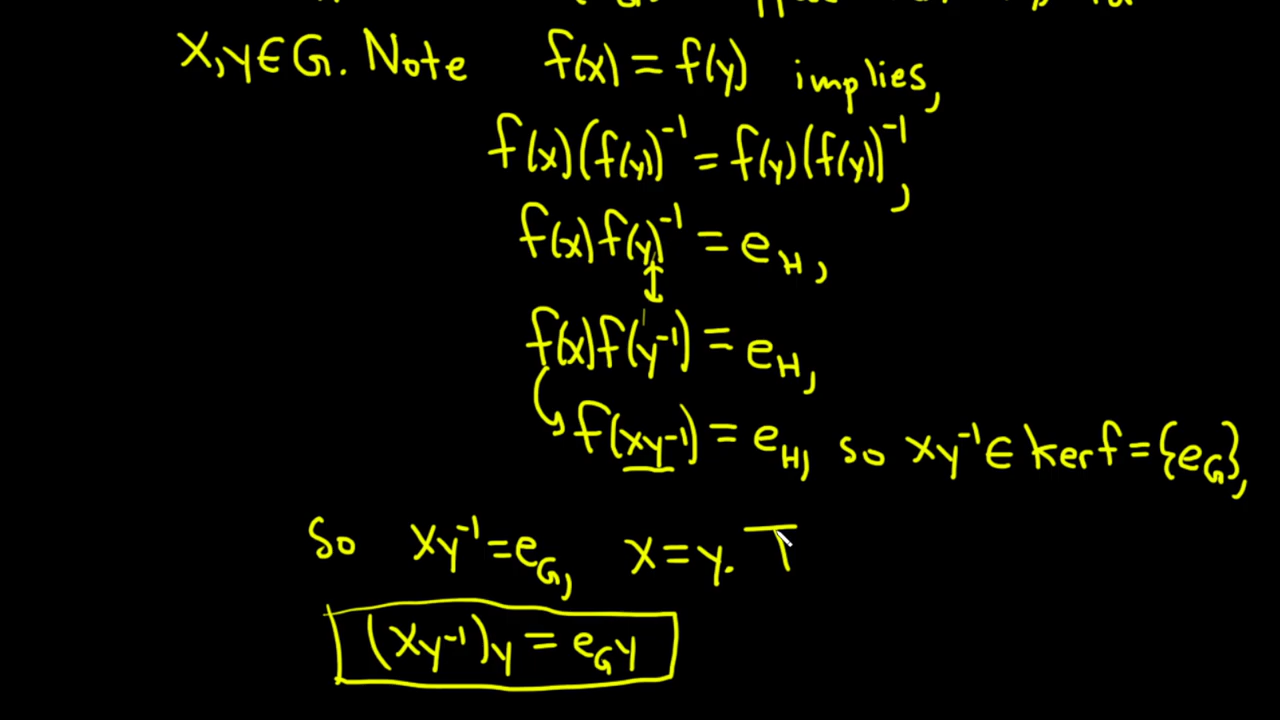 x,y∈G. Note f(x) = f(y) implies,
f(x)(f(y))⁻¹ = f(y)(f(y))⁻¹,
f(x)f(y)⁻¹ = e_H,
f(x)f(y⁻¹) = e_H,
f(xy⁻¹) = e_H, so xy⁻¹ ∈ ker f = {e_G},
So xy⁻¹ = e_G, x = y. T
(xy⁻¹)y = e_G y